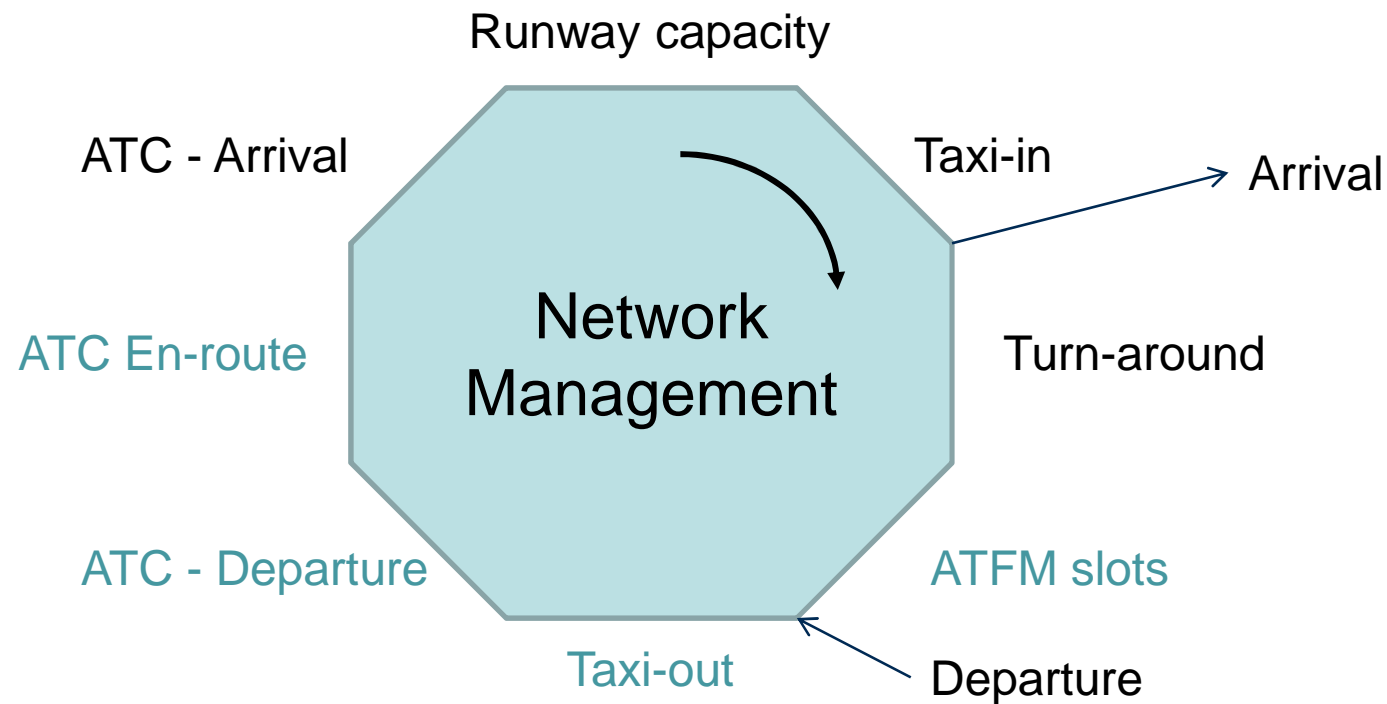 Runway capacity
ATC - Arrival
Taxi-in
Arrival
Network
Management
ATC En-route
Turn-around
ATC - Departure
ATFM slots
Taxi-out
Departure